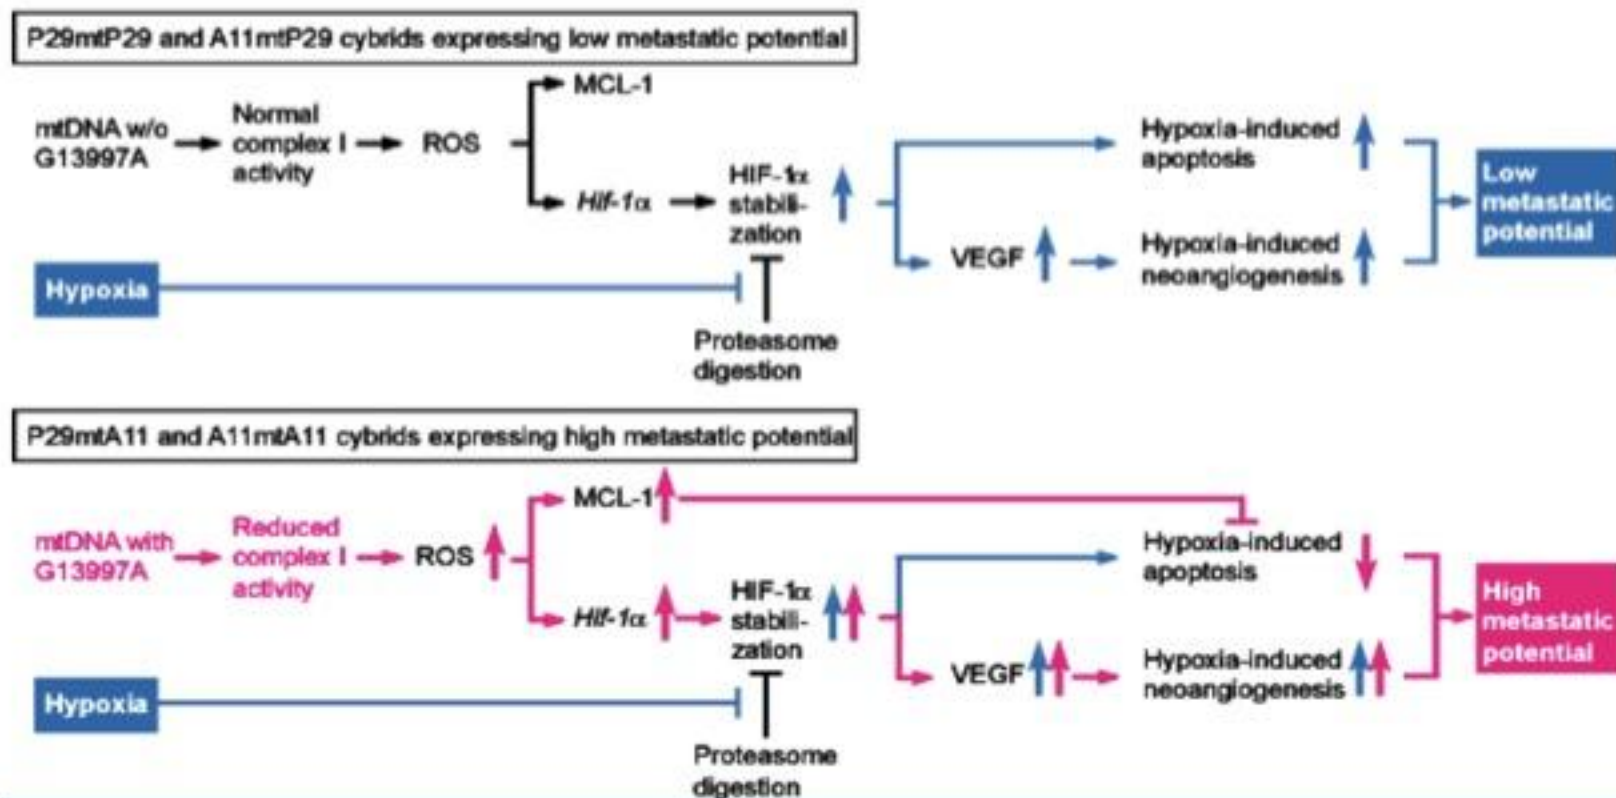 P29mtP29 and A11mtP29 cybrids expressing low metastatic potential
mtDNA w/o
G13997A
Normal
complex I
activity
ROS
MCL-1
Hif-1α
HIF-1α
stabili-
zation
Hypoxia-induced
apoptosis
VEGF
Hypoxia-induced
neoangiogenesis
Low
metastatic
potential
Hypoxia
Proteasome
digestion
P29mtA11 and A11mtA11 cybrids expressing high metastatic potential
mtDNA with
G13997A
Reduced
complex I
activity
ROS
MCL-1
Hif-1α
HIF-1α
stabili-
zation
Hypoxia-induced
apoptosis
VEGF
Hypoxia-induced
neoangiogenesis
High
metastatic
potential
Hypoxia
Proteasome
digestion